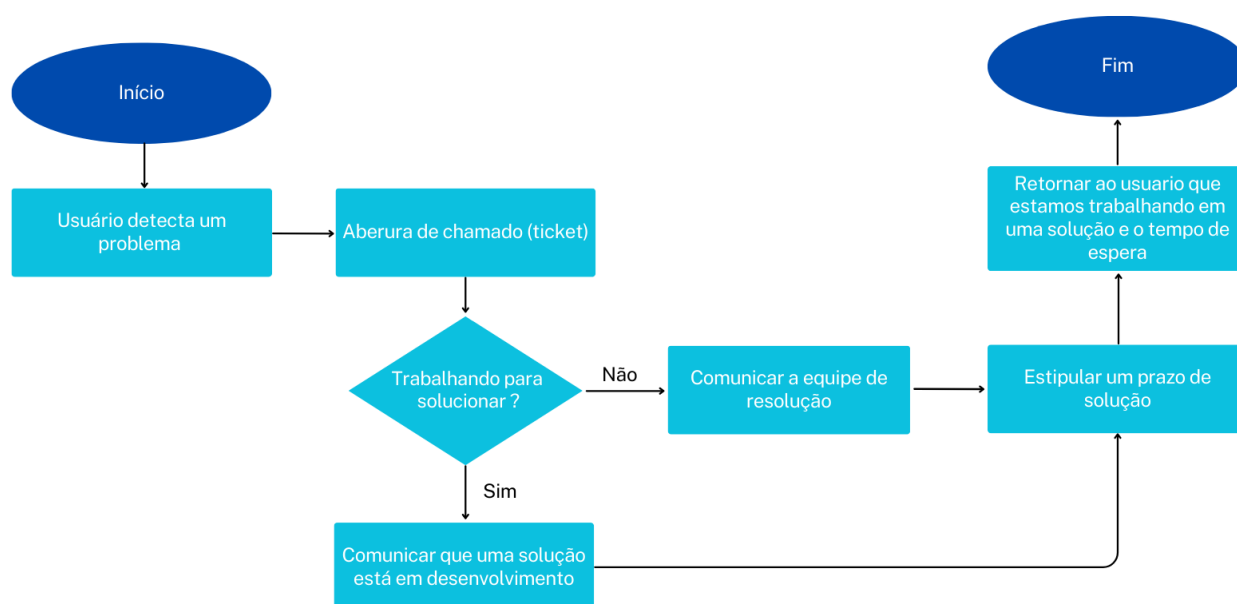 Início
Usuário detecta um
problema
Aberura de chamado (ticket)
Trabalhando para
solucionar ?
Não
Comunicar a equipe de
resolução
Sim
Comunicar que uma solução
está em desenvolvimento
Estipular um prazo de
solução
Retornar ao usuario que
estamos trabalhando em
uma solução e o tempo de
espera
Fim